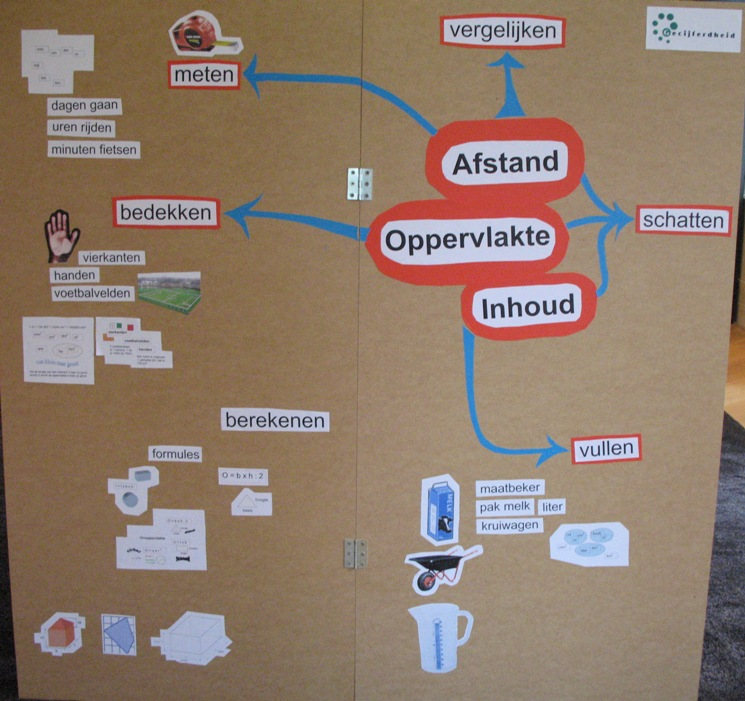 vergelijken
Gecijferdheid
meten
dagen gaan
uren rijden
minuten fietsen
Afstand
bedekken
Oppervlakte
schatten
vierkanten
handen
voetbalvelden
Inhoud
berekenen
formules
O = b x h : 2
vullen
maatbeker
pak melk
liter
kruiwagen
MELK